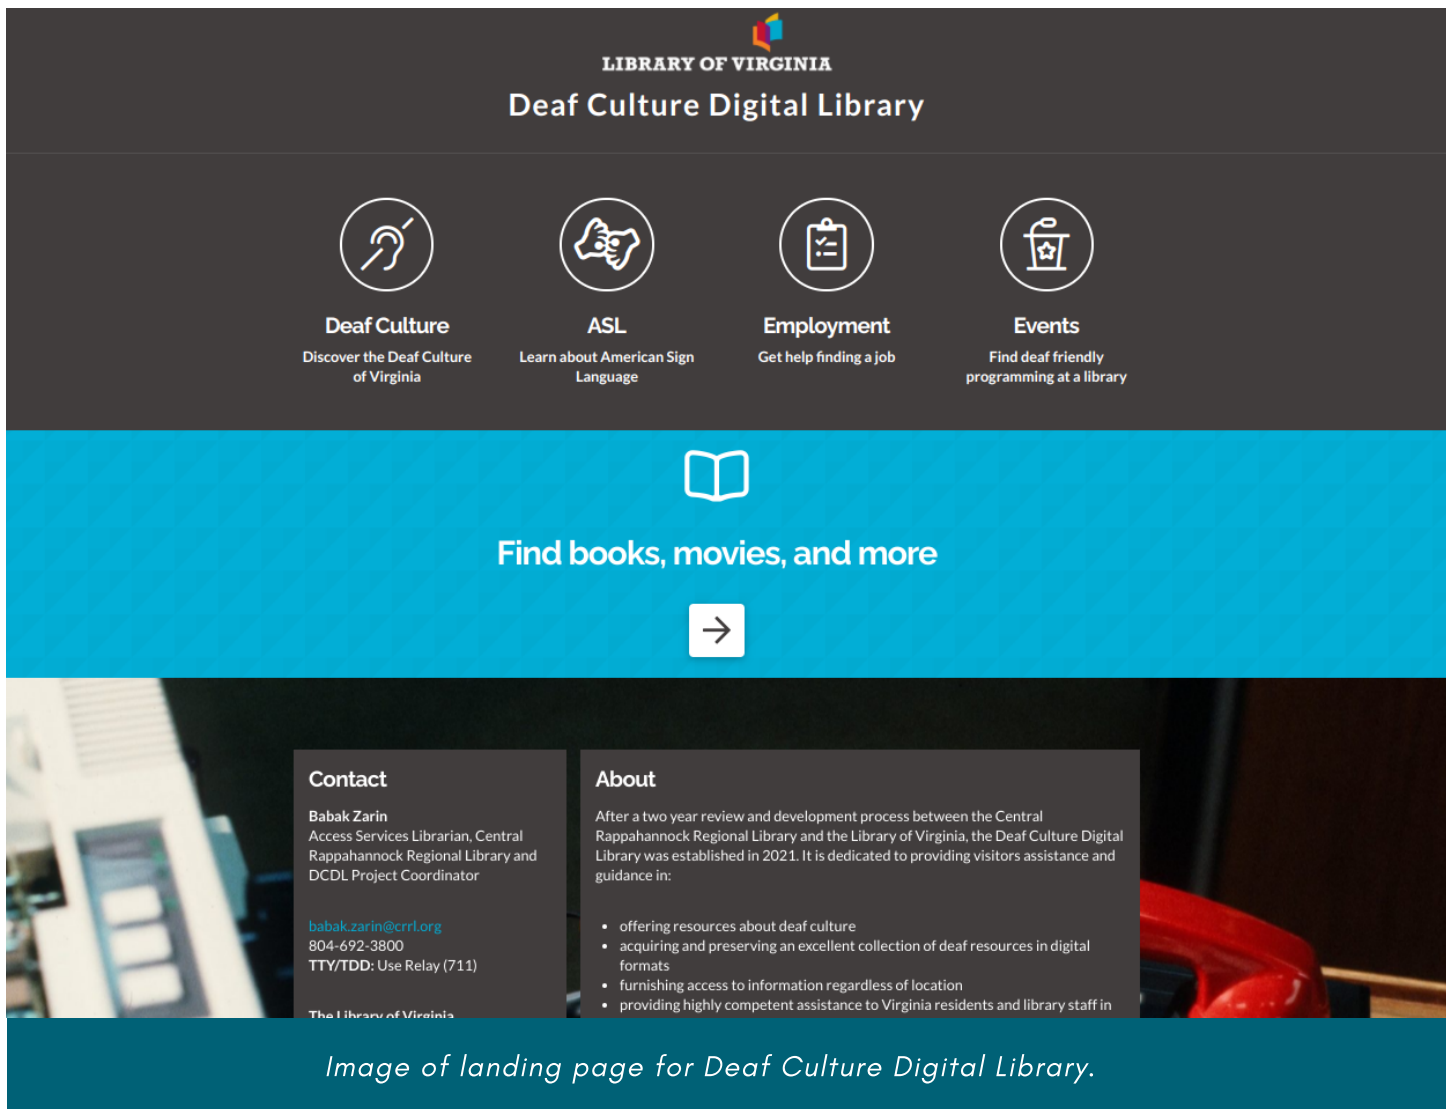 LIBRARY OF VIRGINIA
Deaf Culture Digital Library
Deaf Culture
Discover the Deaf Culture
of Virginia
ASL
Learn about American Sign
Language
Employment
Get help finding a job
Events
Find deaf friendly
programming at a library
Find books, movies, and more
Contact
Babak Zarin
Access Services Librarian, Central
Rappahannock Regional Library and
DCDL Project Coordinator
babak.zarin@crrl.org
804-692-3800
TTY/TDD: Use Relay (711)
The Library of Virginia
About
After a two year review and development process between the Central
Rappahannock Regional Library and the Library of Virginia, the Deaf Culture Digital
Library was established in 2021. It is dedicated to providing visitors assistance and
guidance in:
• offering resources about deaf culture
• acquiring and preserving an excellent collection of deaf resources in digital
formats
• furnishing access to information regardless of location
• providing highly competent assistance to Virginia residents and library staff in
Image of landing page for Deaf Culture Digital Library.